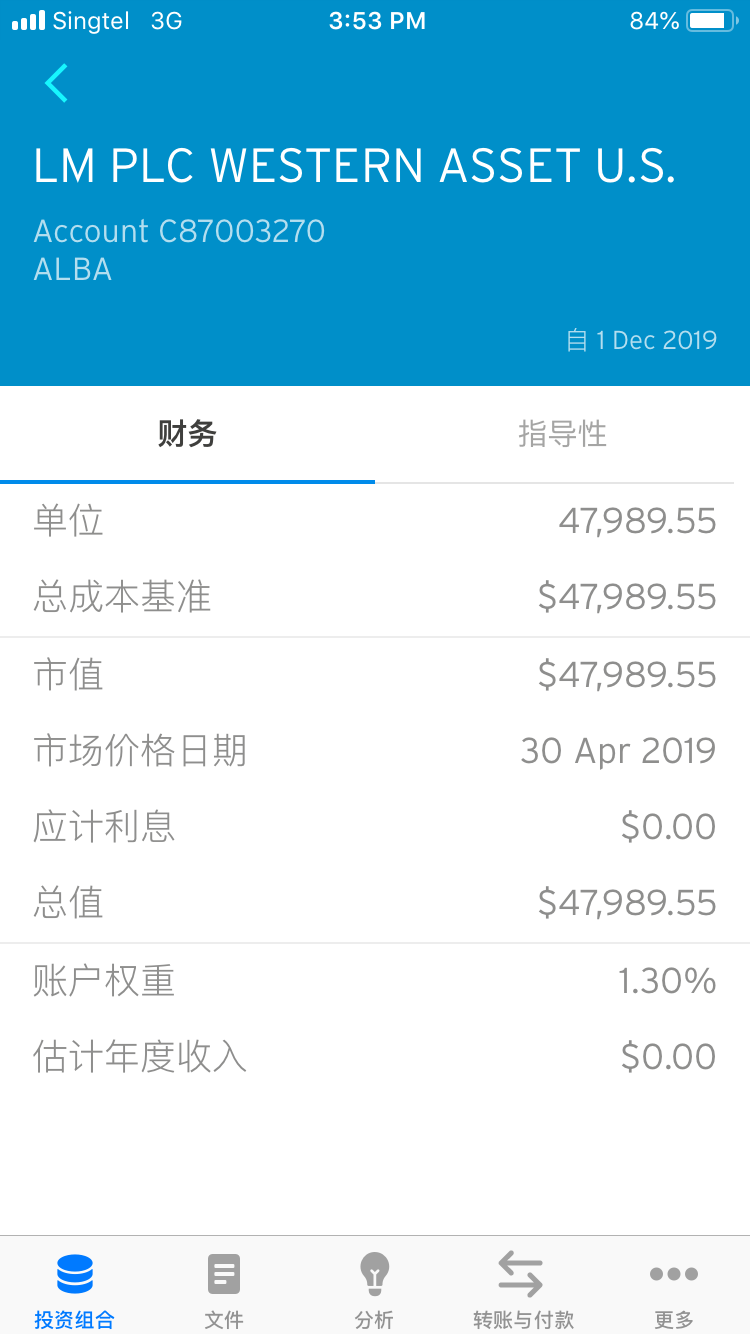 Singtel 3G 3:53 PM 84%
LM PLC WESTERN ASSET U.S.
Account C87003270
ALBA
自 1 Dec 2019
财务 指导性
单位 47,989.55
总成本基准 $47,989.55
市值 $47,989.55
市场价格日期 30 Apr 2019
应计利息 $0.00
总值 $47,989.55
账户权重 1.30%
估计年度收入 $0.00
投资组合 文件 分析 转账与付款 更多